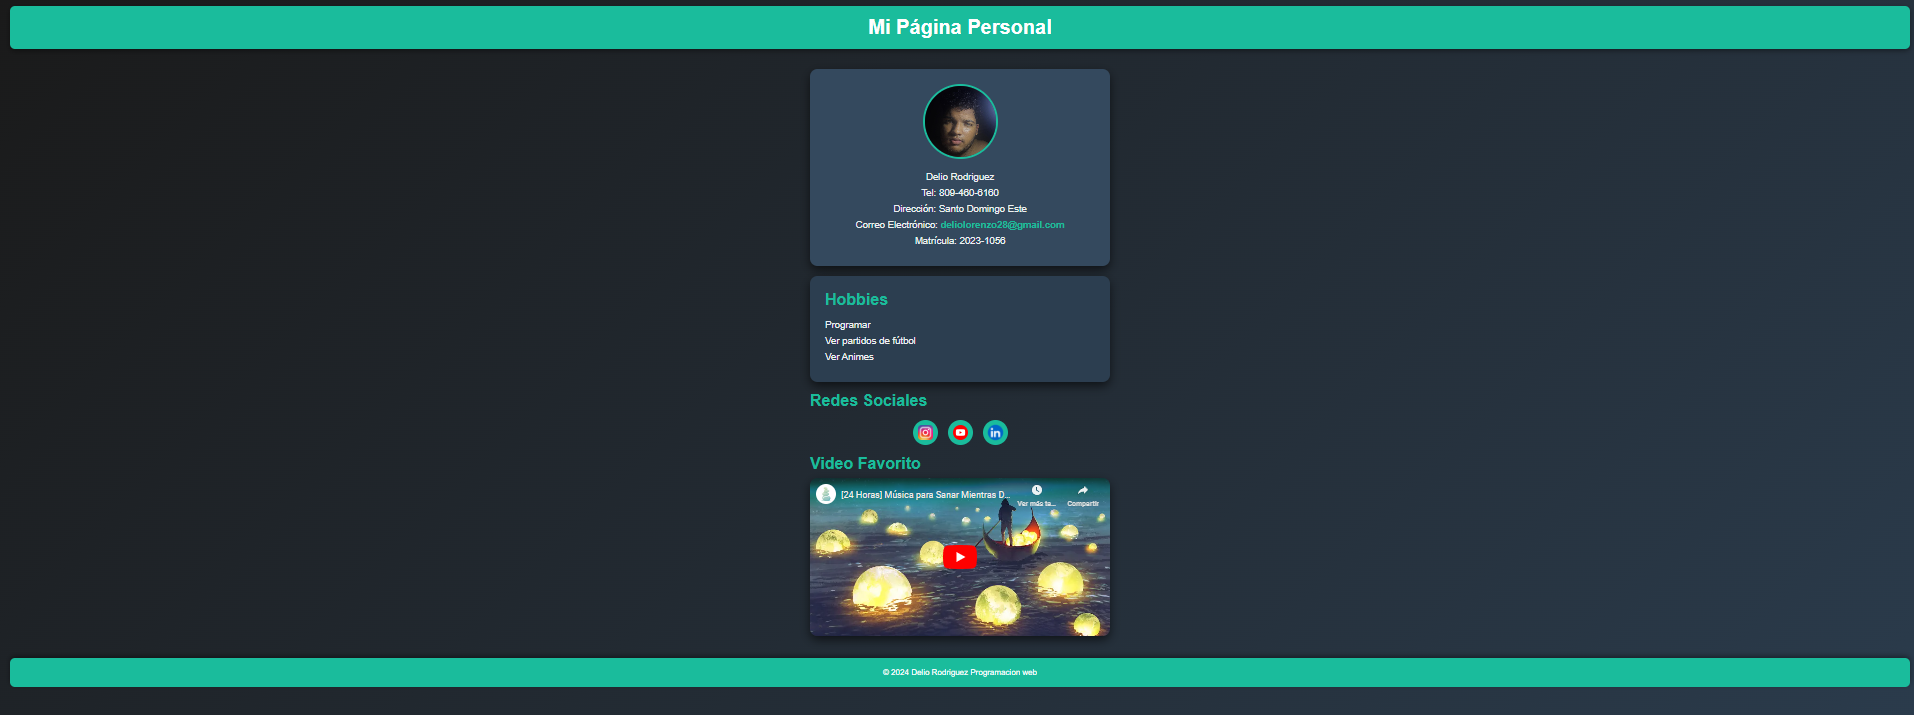 Mi Página Personal
Delio Rodriguez
Tel: 809-460-6160
Dirección: Santo Domingo Este
Correo Electrónico: deliolorenzo28@gmail.com
Matrícula: 2023-1056
Hobbies
Programar
Ver partidos de fútbol
Ver Animes
Redes Sociales
in
Video Favorito
[24 Horas] Música para Sanar Mientras D...
Ver más ta...
Compartir
© 2024 Delio Rodriguez Programacion web